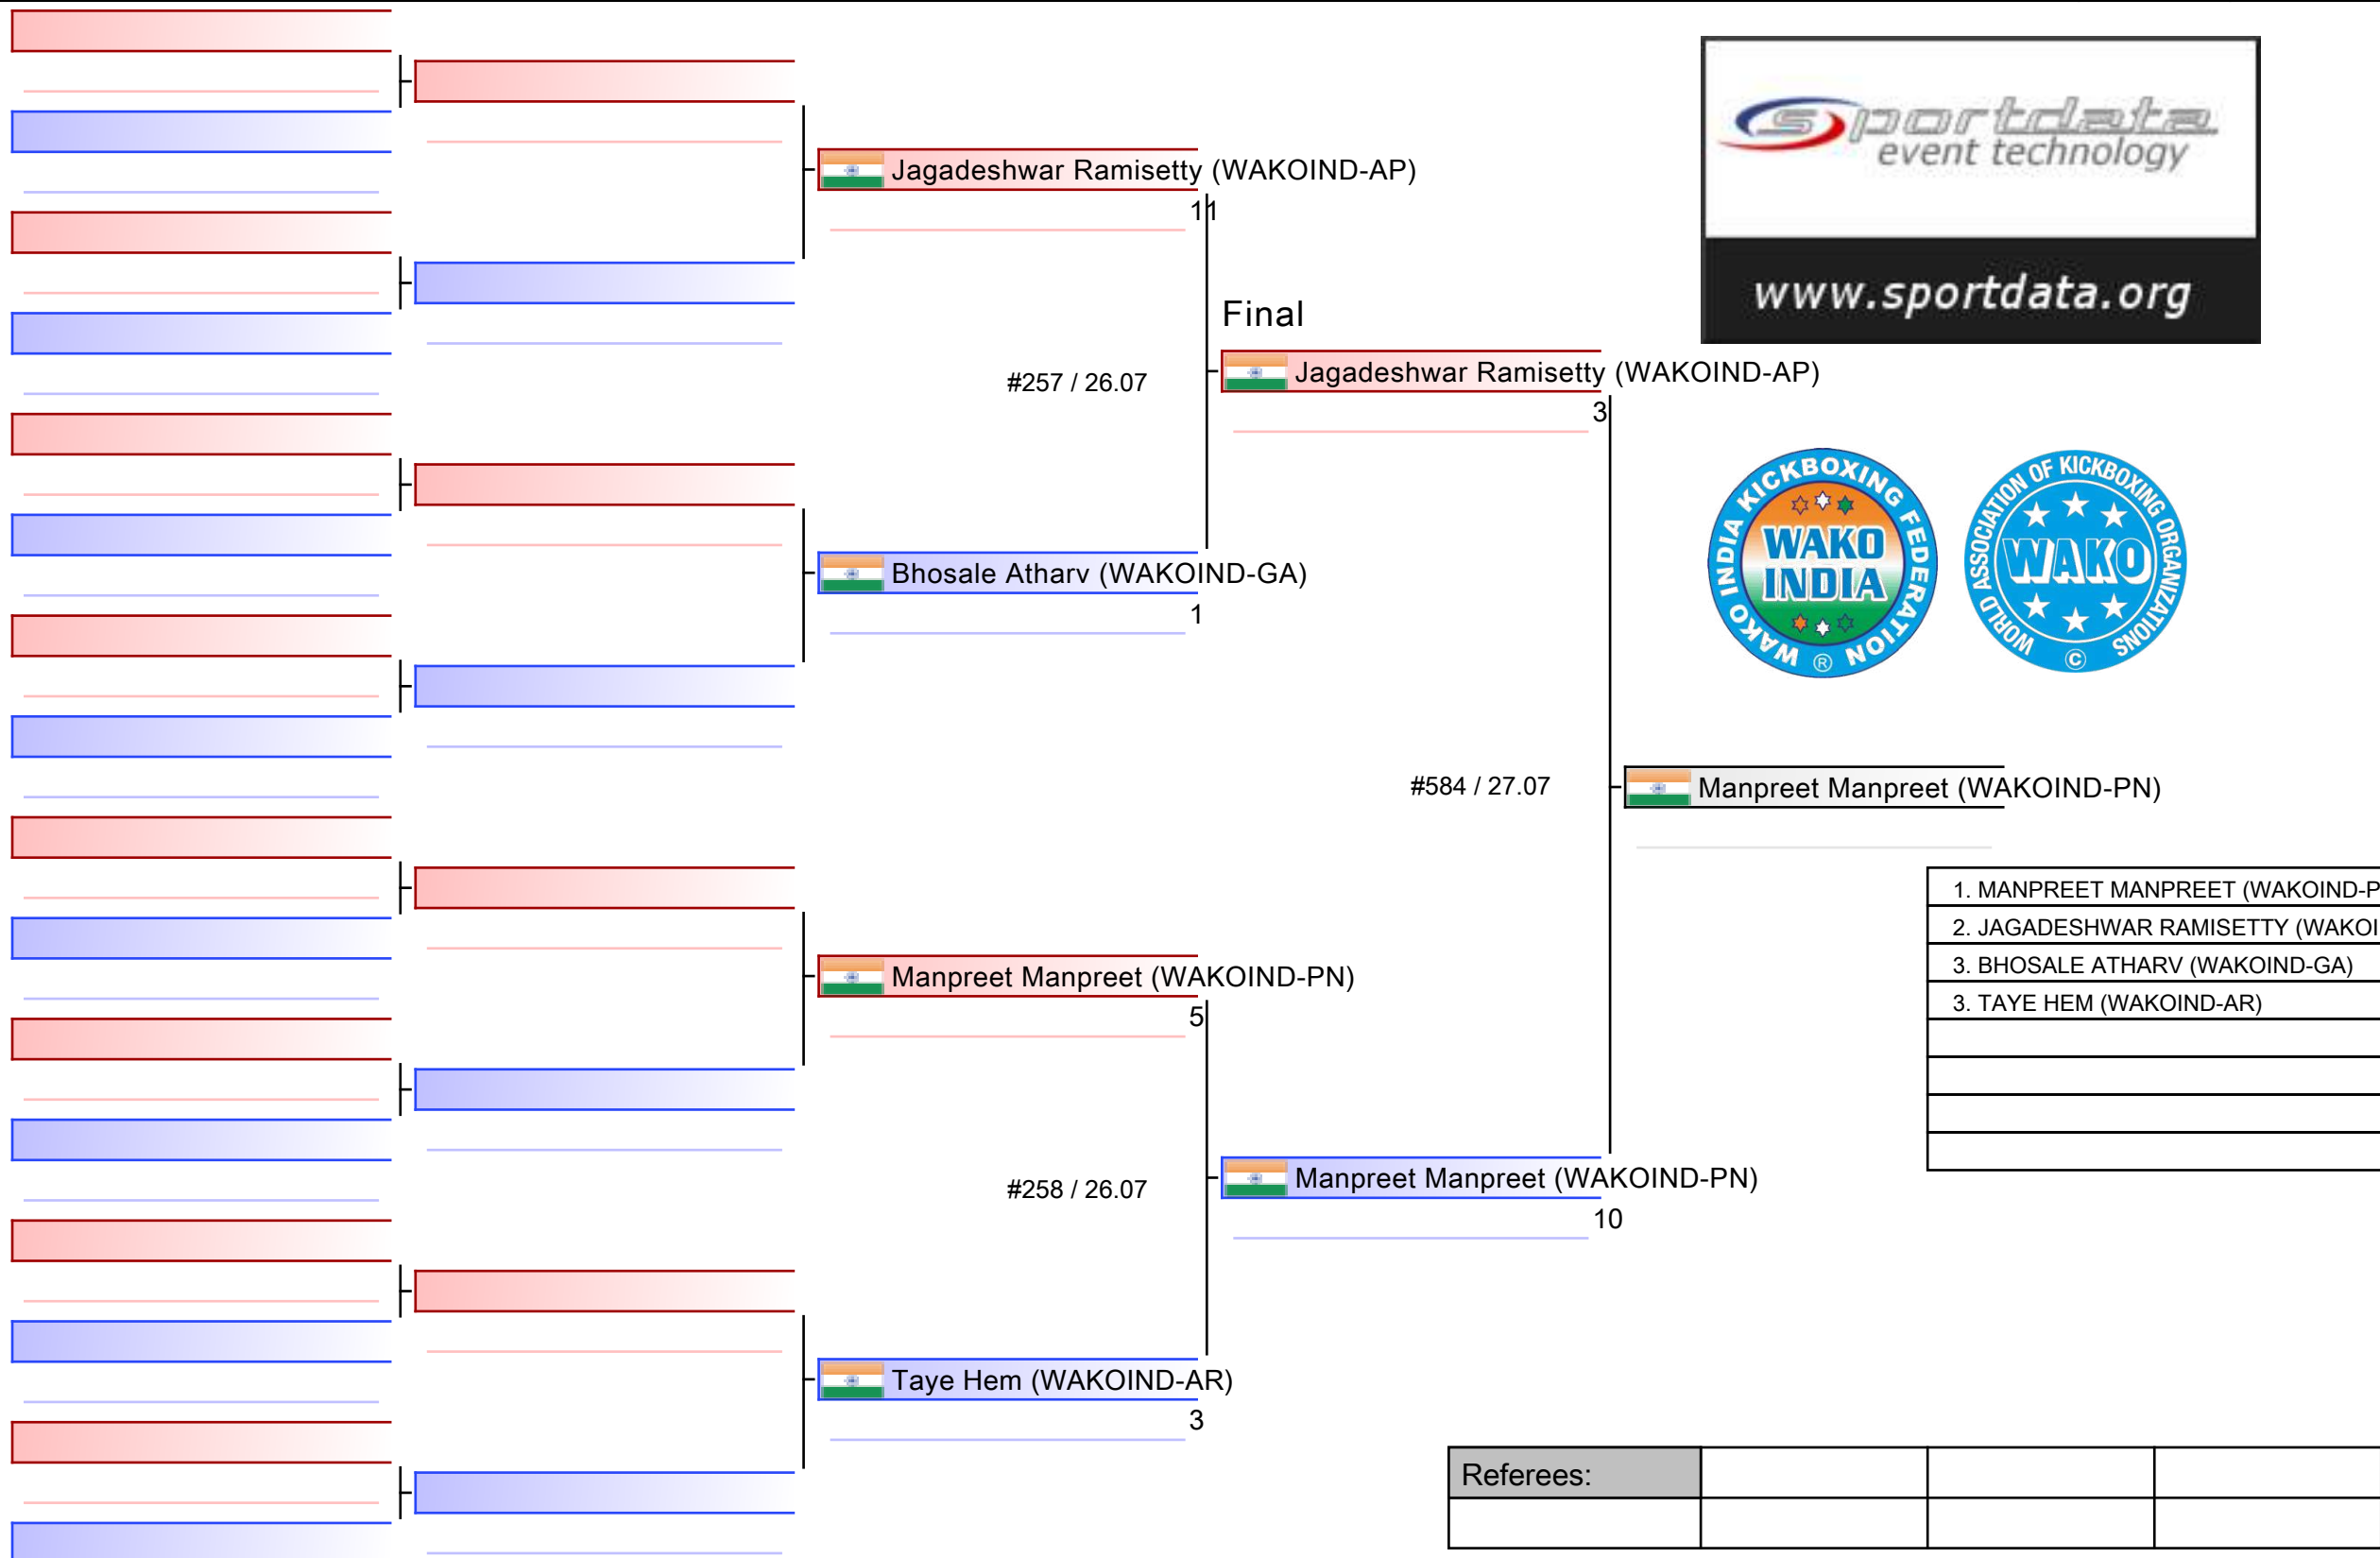 sportdata
event technology
www.sportdata.org
Jagadeshwar Ramisetty (WAKOIND-AP)
11
Final
#257 / 26.07
Jagadeshwar Ramisetty (WAKOIND-AP)
3
WAKO INDIA KICKBOXING FEDERATION
WAKO
INDIA
®
WORLD ASSOCIATION OF KICKBOXING ORGANIZATIONS
WAKO
©
Bhosale Atharv (WAKOIND-GA)
1
#584 / 27.07
Manpreet Manpreet (WAKOIND-PN)
1. MANPREET MANPREET (WAKOIND-P
2. JAGADESHWAR RAMISETTY (WAKOI
3. BHOSALE ATHARV (WAKOIND-GA)
3. TAYE HEM (WAKOIND-AR)
Manpreet Manpreet (WAKOIND-PN)
5
#258 / 26.07
Manpreet Manpreet (WAKOIND-PN)
10
Taye Hem (WAKOIND-AR)
3
Referees: